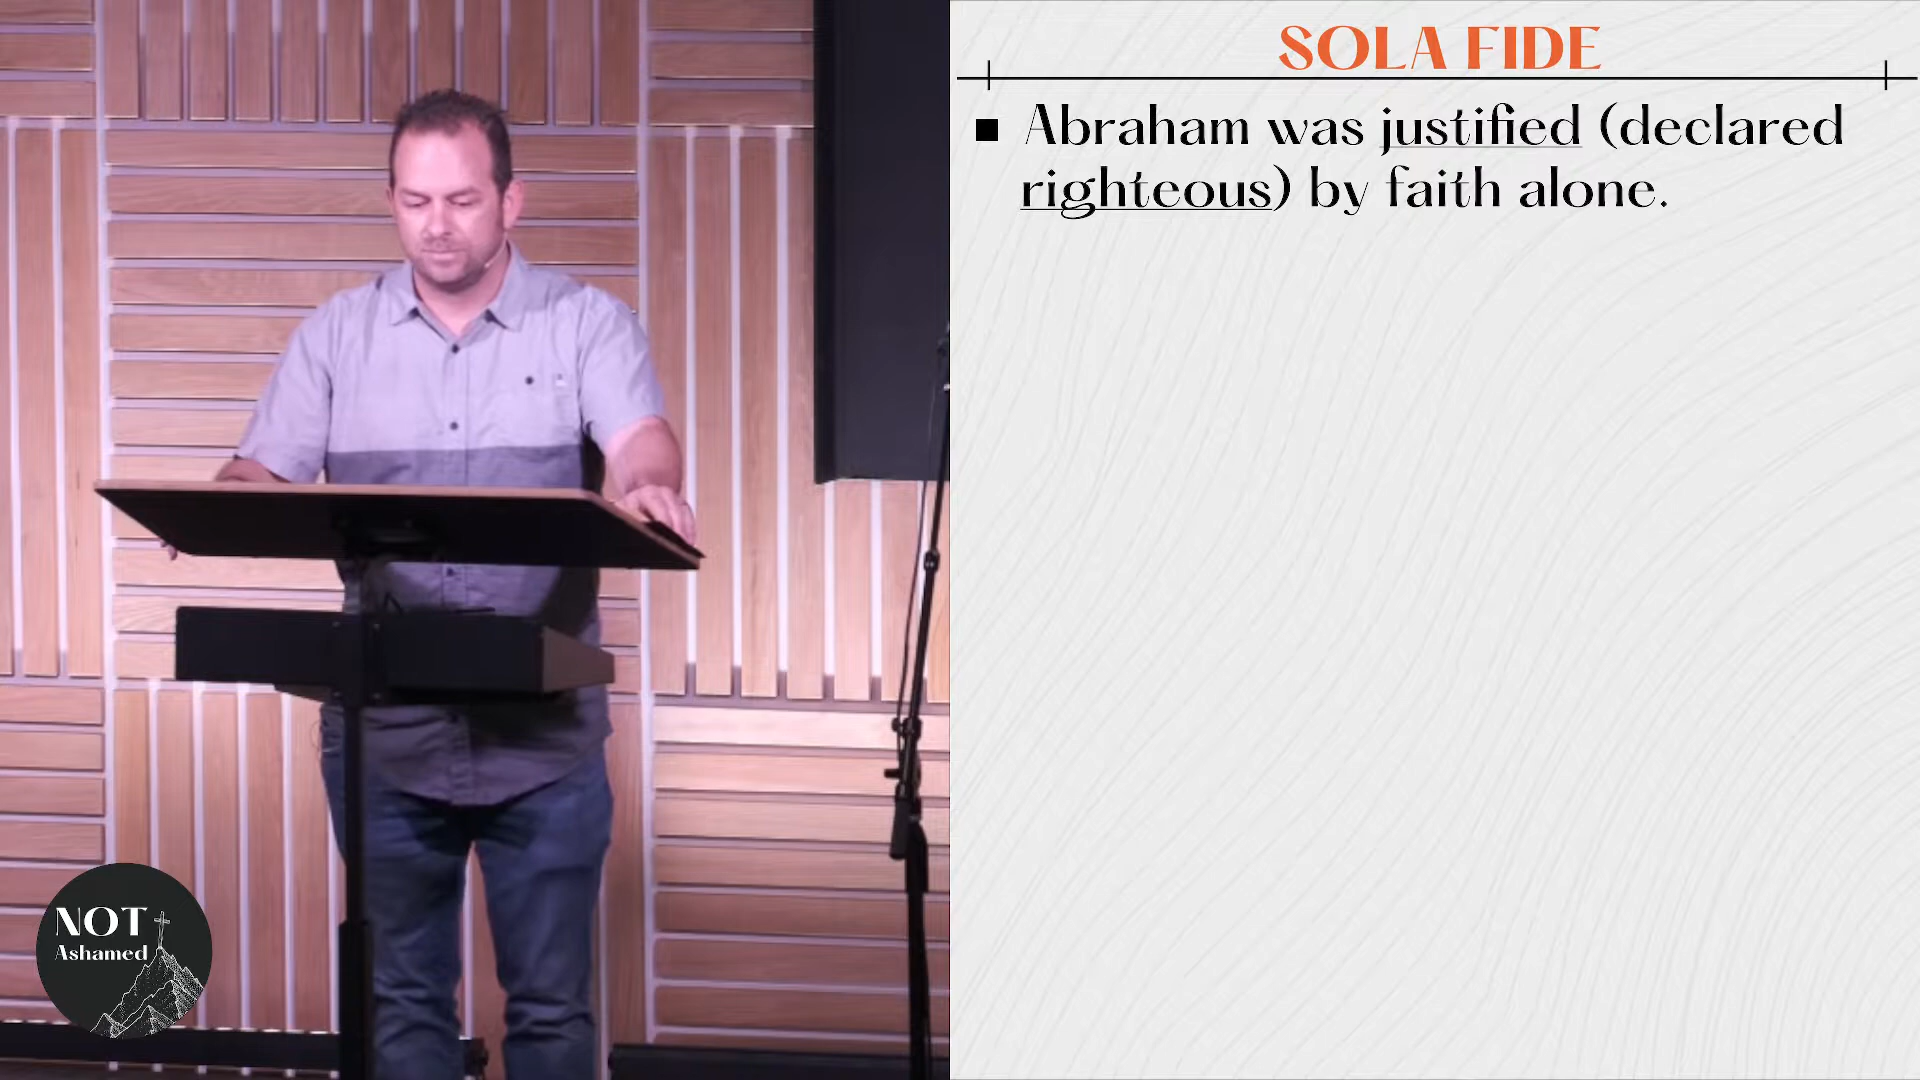 SOLA FIDE
■ Abraham was justified (declared
righteous) by faith alone.
NOT
Ashamed